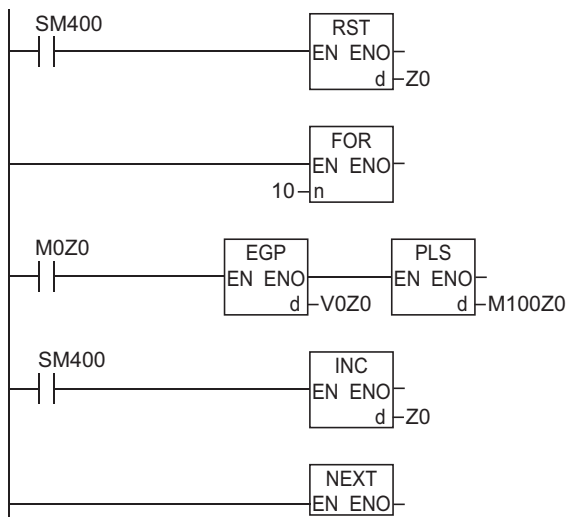 SM400
RST
EN ENO
d Z0
FOR
EN ENO
10 n
M0Z0
EGP
EN ENO
d V0Z0
PLS
EN ENO
d M100Z0
SM400
INC
EN ENO
d Z0
NEXT
EN ENO